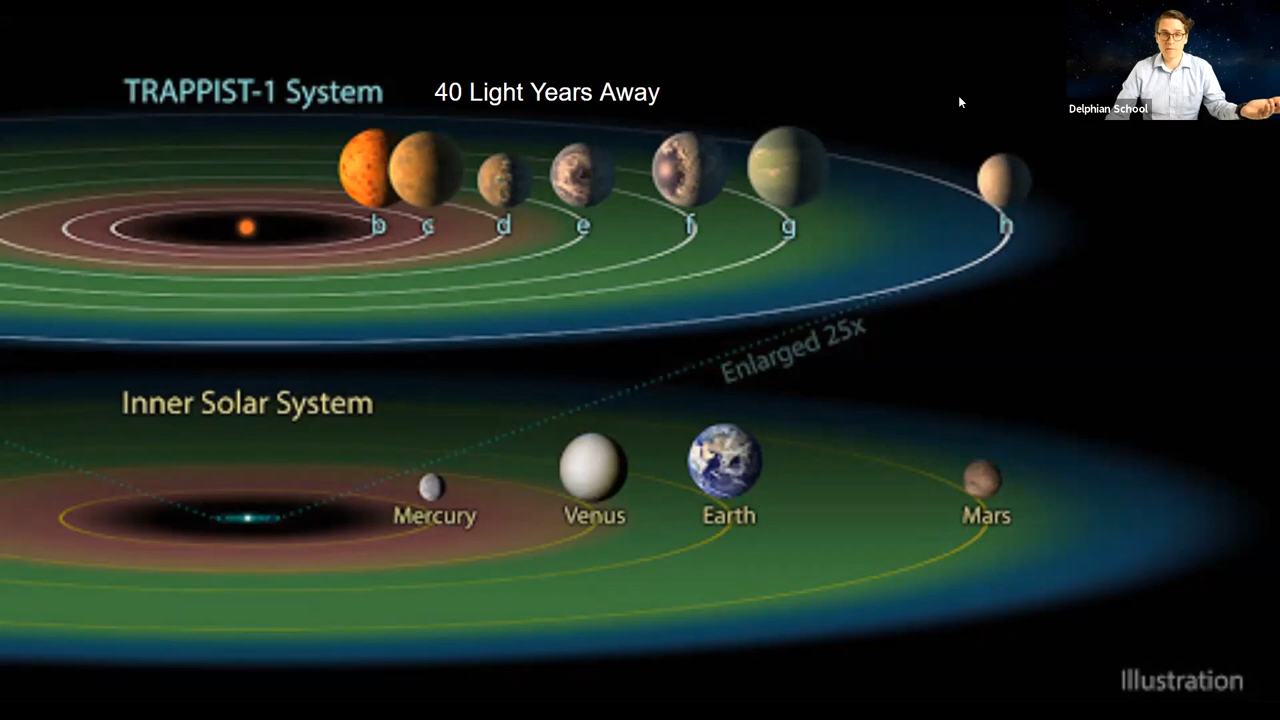 TRAPPIST-1 System
40 Light Years Away
Delphian School
b c d e f g h
Enlarged 25x
Inner Solar System
Mercury Venus Earth Mars
Illustration